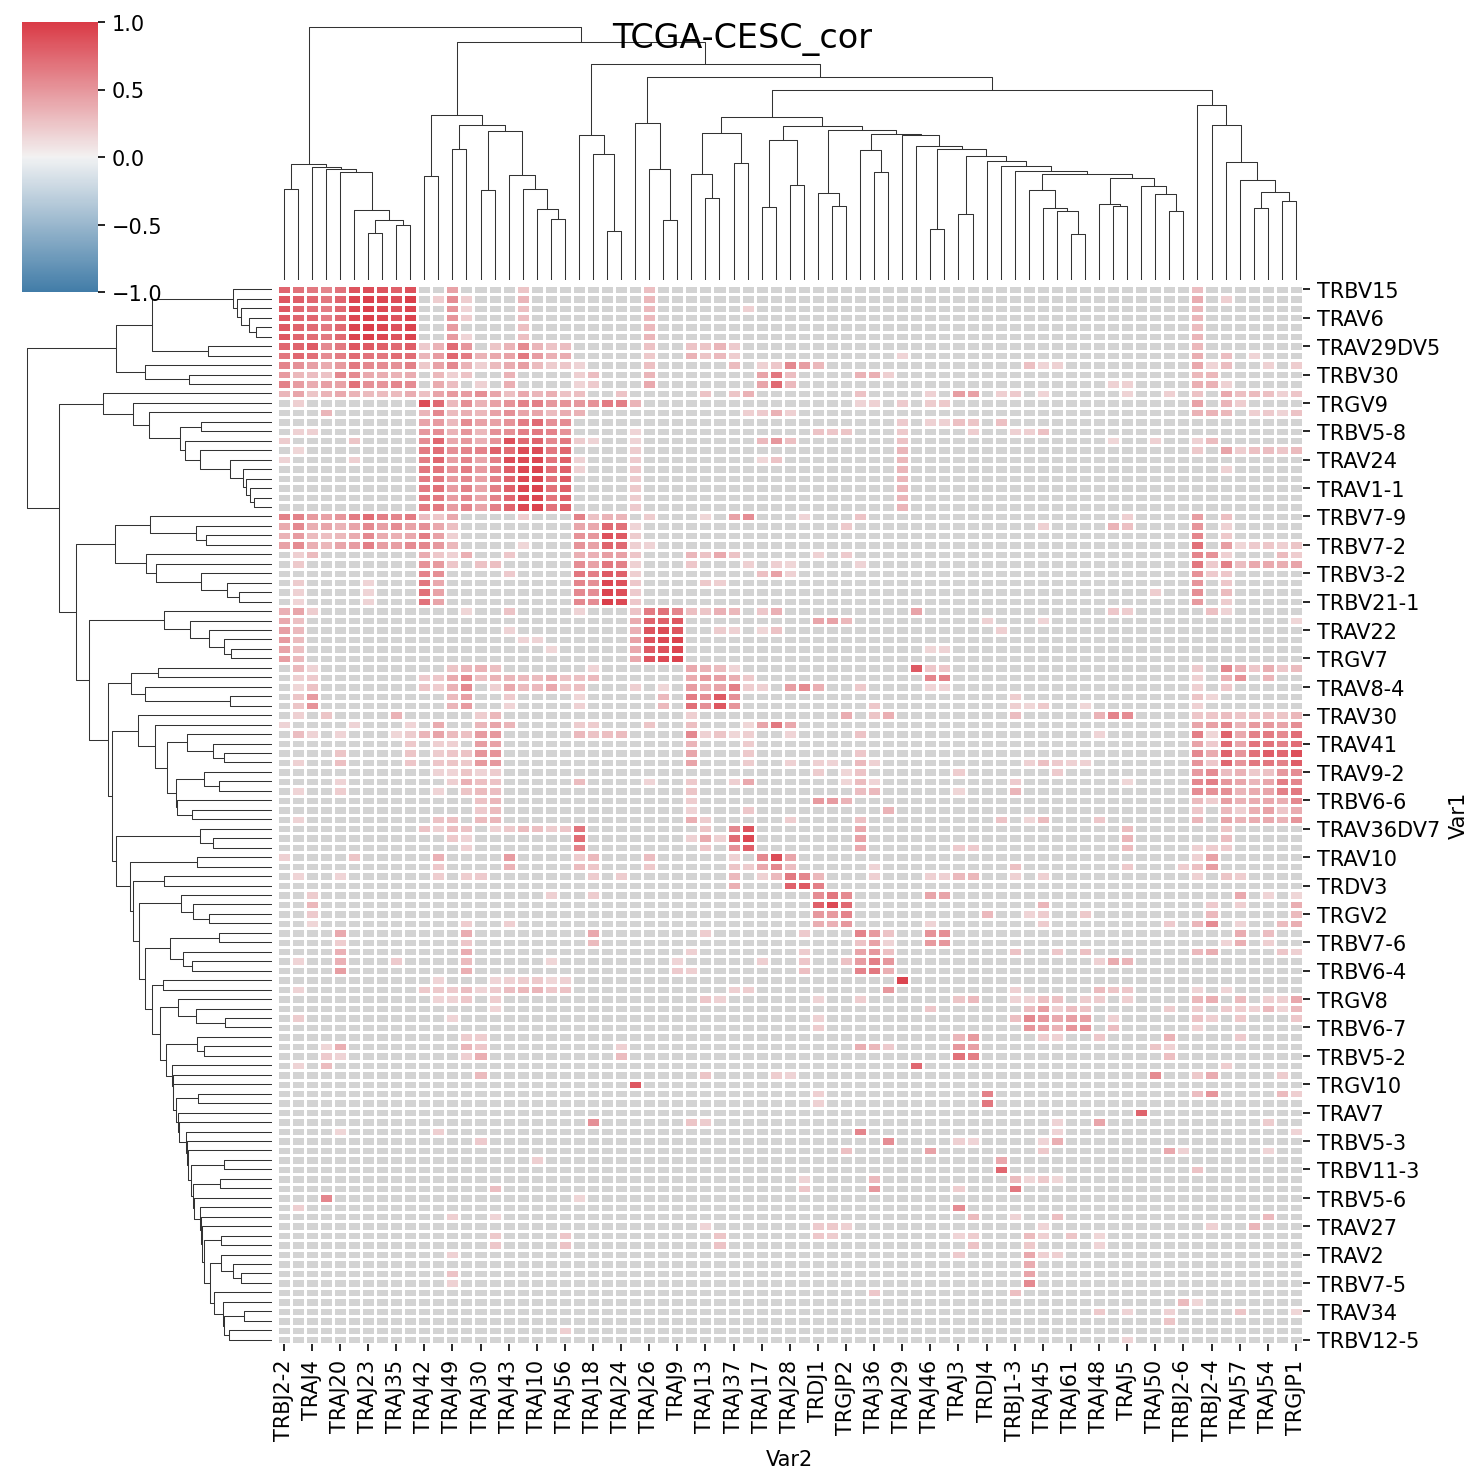 TCGA-CESC_cor
1.0
0.5
0.0
−0.5
−1.0
TRBV15
TRAV6
TRAV29DV5
TRBV30
TRGV9
TRBV5-8
TRAV24
TRAV1-1
TRBV7-9
TRBV7-2
TRBV3-2
TRBV21-1
TRAV22
TRGV7
TRAV8-4
TRAV30
TRAV41
TRAV9-2
TRBV6-6
TRAV36DV7
TRAV10
TRDV3
TRGV2
TRBV7-6
TRBV6-4
TRGV8
TRBV6-7
TRBV5-2
TRGV10
TRAV7
TRBV5-3
TRBV11-3
TRBV5-6
TRAV27
TRAV2
TRBV7-5
TRAV34
TRBV12-5
Var1
TRBJ2-2
TRAJ4
TRAJ20
TRAJ23
TRAJ35
TRAJ42
TRAJ49
TRAJ30
TRAJ43
TRAJ10
TRAJ56
TRAJ18
TRAJ24
TRAJ26
TRAJ9
TRAJ13
TRAJ37
TRAJ17
TRAJ28
TRDJ1
TRGJP2
TRAJ36
TRAJ29
TRAJ46
TRAJ3
TRDJ4
TRBJ1-3
TRAJ45
TRAJ61
TRAJ48
TRAJ5
TRAJ50
TRBJ2-6
TRBJ2-4
TRAJ57
TRAJ54
TRGJP1
Var2